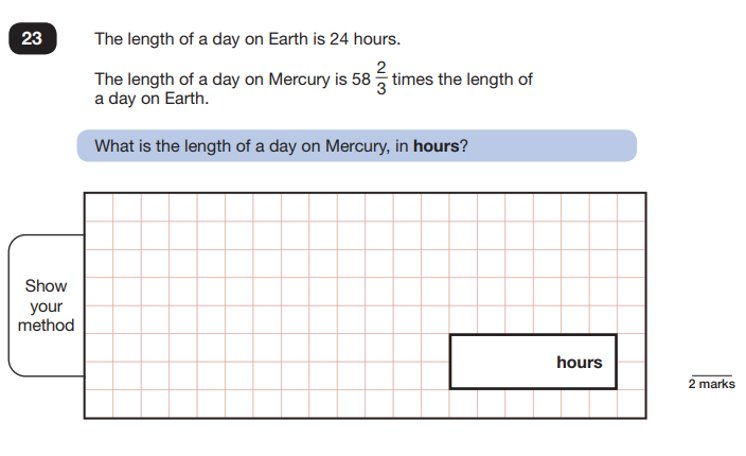 23
The length of a day on Earth is 24 hours.
The length of a day on Mercury is 58 2/3 times the length of
a day on Earth.
What is the length of a day on Mercury, in hours?
Show
your
method
hours
2 marks